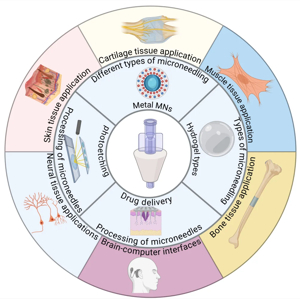 Cartilage tissue application
Different types of microneedling
Metal MNs
Muscle tissue application
Types of microneedling
Hydrogel types
Bone tissue application
Drug delivery
Processing of microneedles
Brain-computer interfaces
Neural tissue applications
Processing of microneedles
photoetching
Skin tissue application